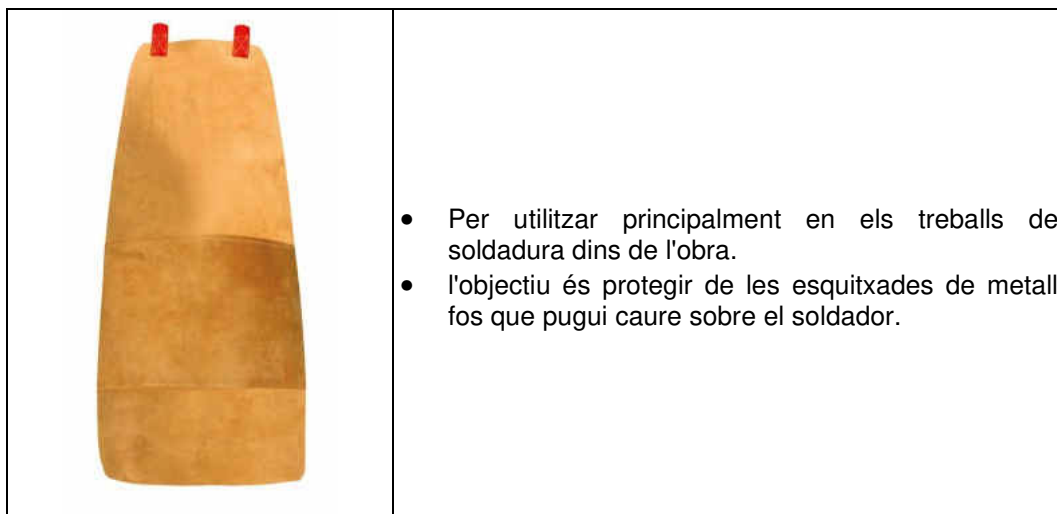 • Per utilitzar principalment en els treballs de
soldadura dins de l'obra.
• l'objectiu és protegir de les esquitxades de metall
fos que pugui caure sobre el soldador.